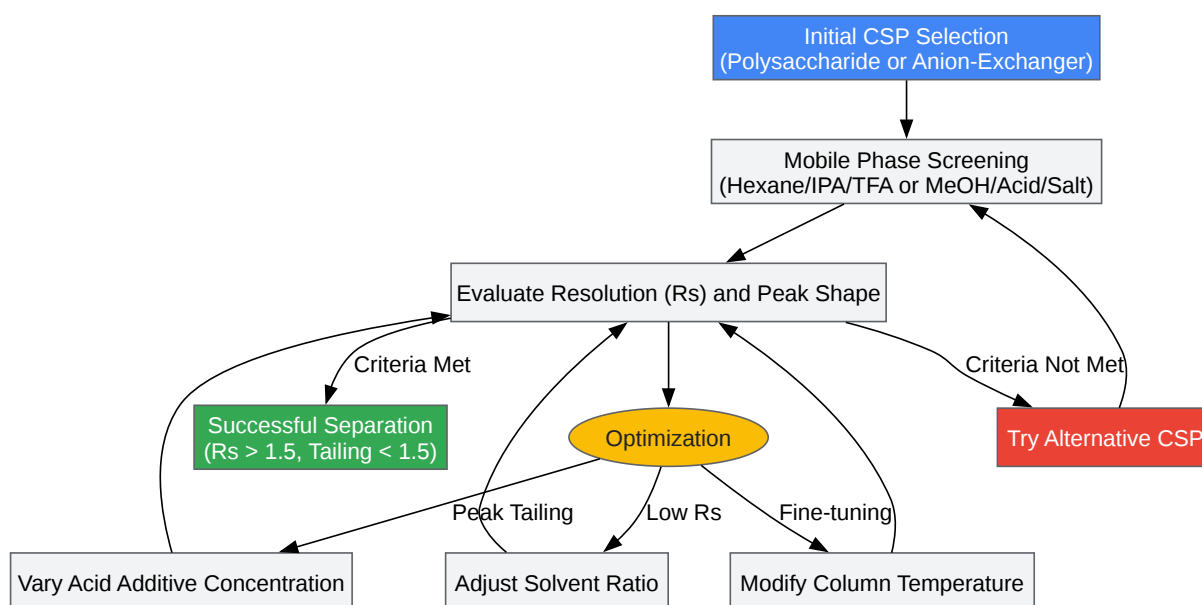 Initial CSP Selection
(Polysaccharide or Anion-Exchanger)
Mobile Phase Screening
(Hexane/IPA/TFA or MeOH/Acid/Salt)
Evaluate Resolution (Rs) and Peak Shape
Criteria Met
Criteria Not Met
Successful Separation
(Rs > 1.5, Tailing < 1.5)
Optimization
Try Alternative CSP
Peak Tailing
Low Rs
Fine-tuning
Vary Acid Additive Concentration
Adjust Solvent Ratio
Modify Column Temperature